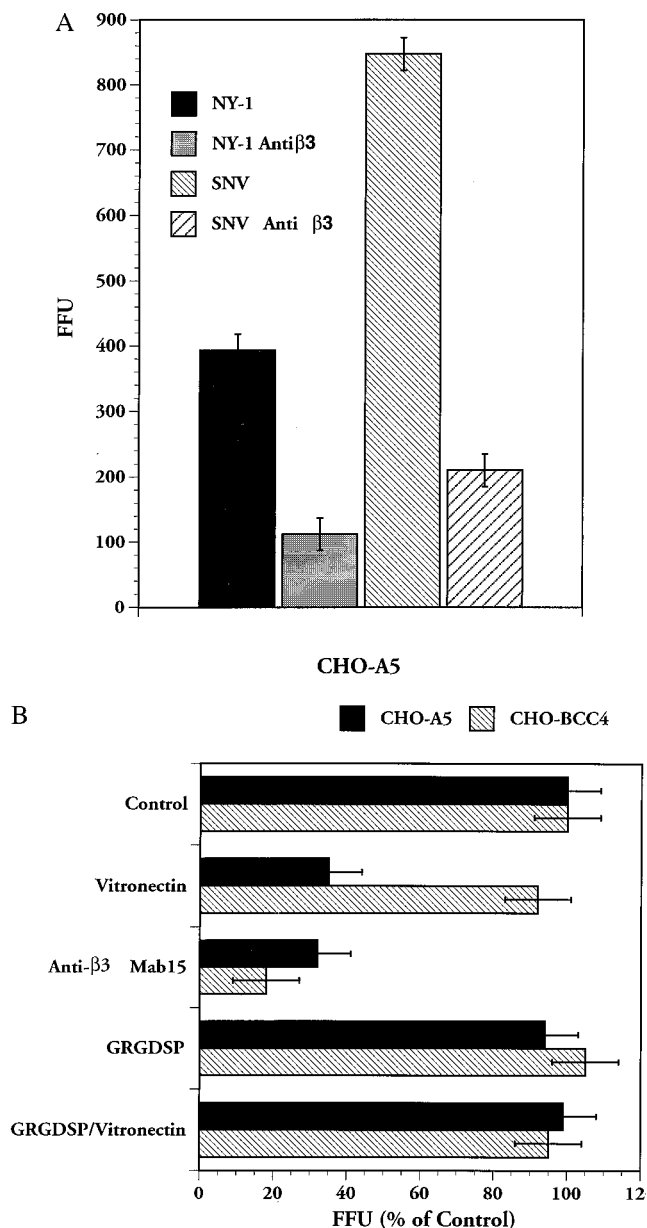 A
900
800
700
600
500
400
300
200
100
0
FFU
NY-1
NY-1 Antiβ3
SNV
SNV Anti β3
CHO-A5
B
CHO-A5 CHO-BCC4
Control
Vitronectin
Anti-β3 Mab15
GRGDSP
GRGDSP/Vitronectin
0 20 40 60 80 100 12
FFU (% of Control)